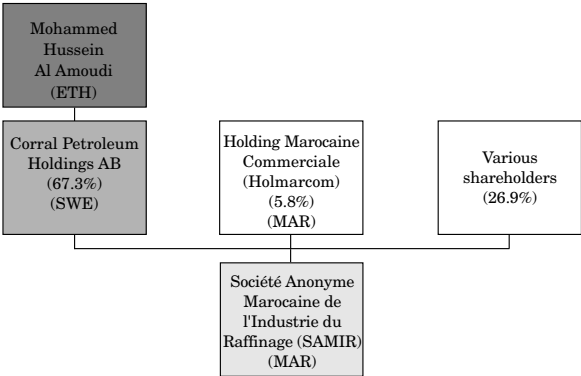 Mohammed
Hussein
Al Amoudi
(ETH)
Corral Petroleum
Holdings AB
(67.3%)
(SWE)
Holding Marocaine
Commerciale
(Holmarcom)
(5.8%)
(MAR)
Various
shareholders
(26.9%)
Société Anonyme
Marocaine de
l'Industrie du
Raffinage (SAMIR)
(MAR)